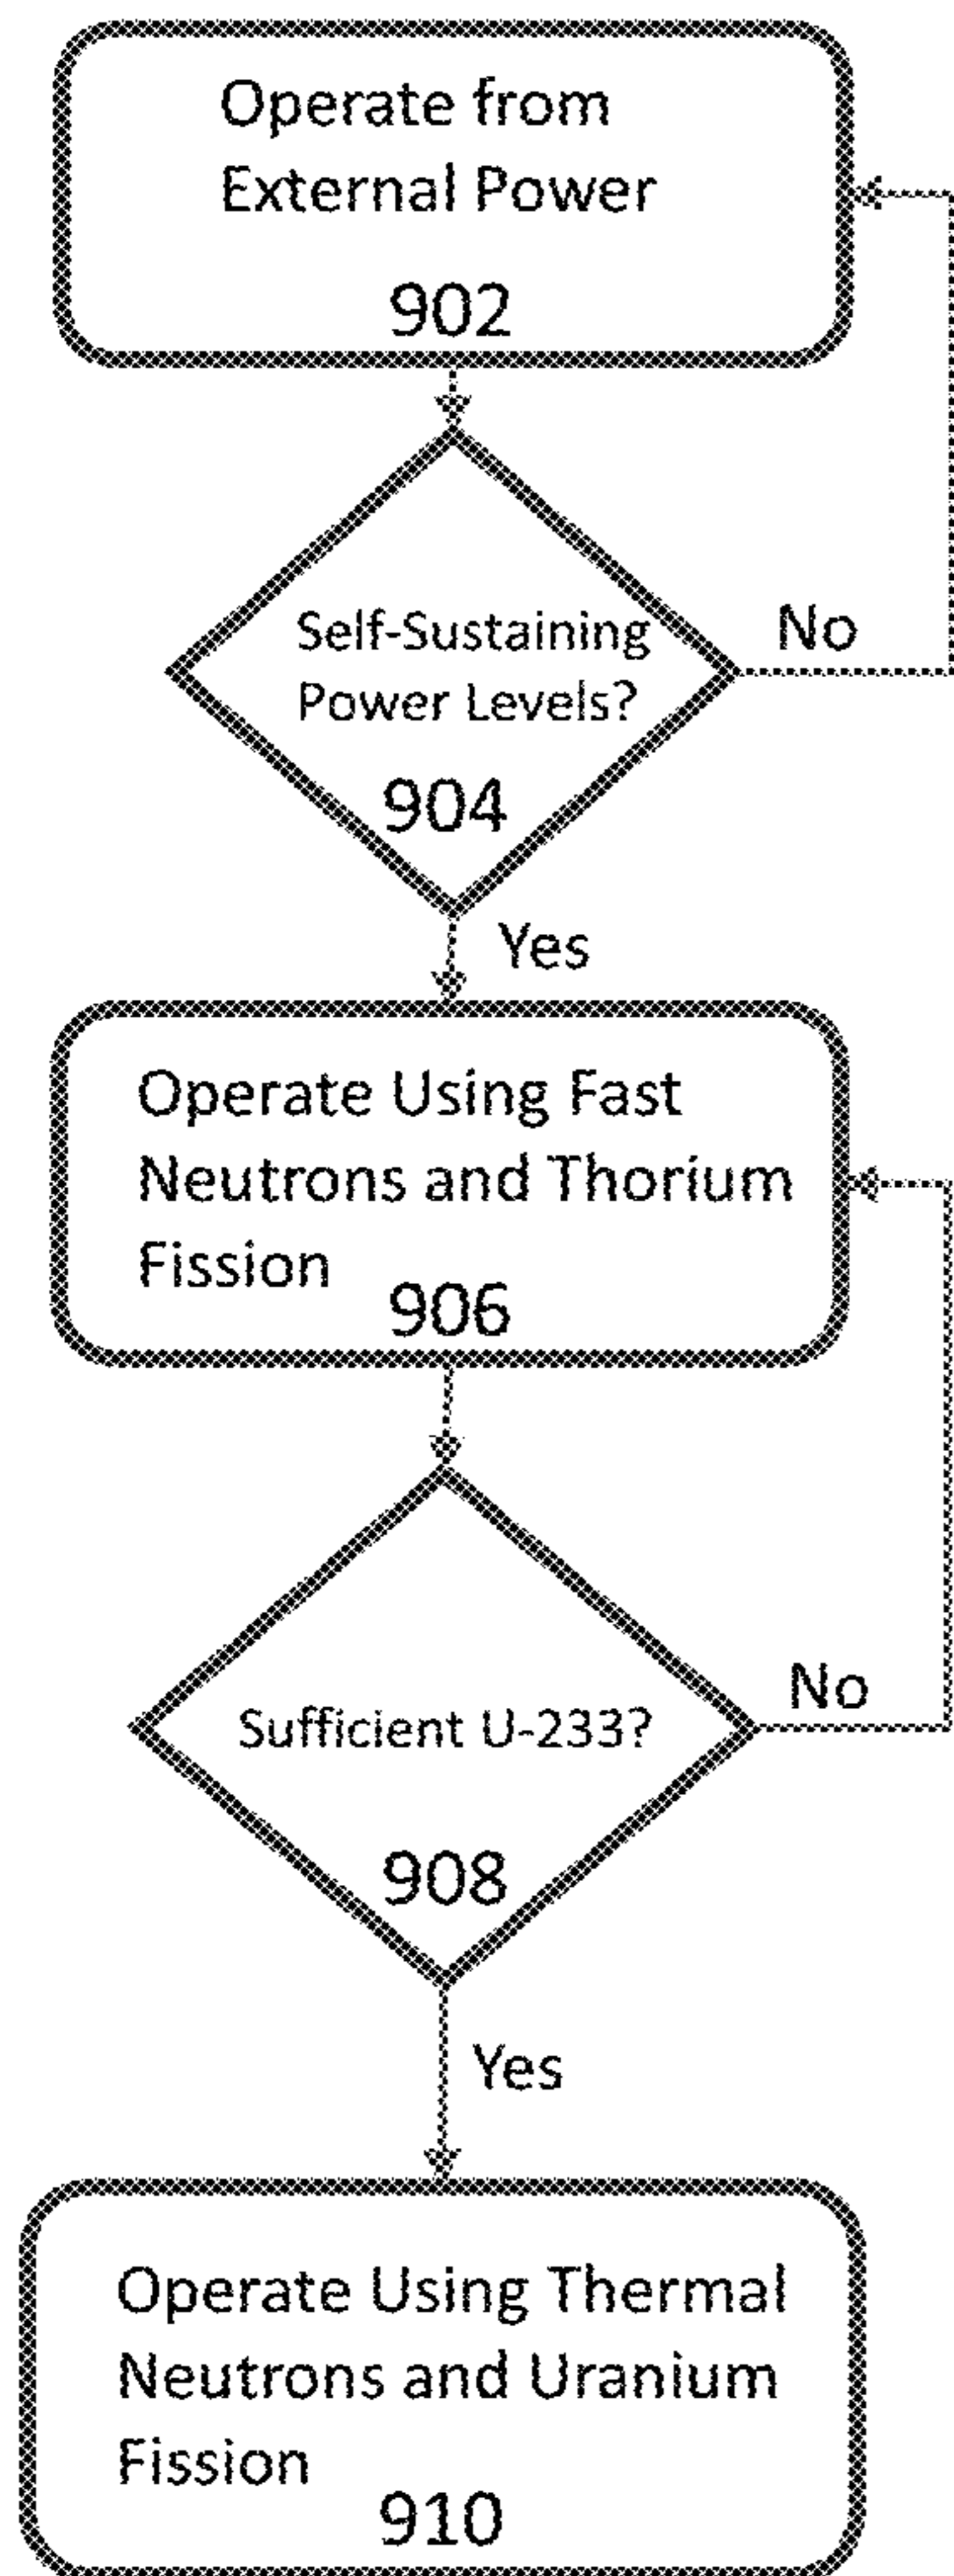 Operate from
External Power
902
Self-Sustaining
Power Levels?
904
No
Yes
Operate Using Fast
Neutrons and Thorium
Fission
906
Sufficient U-233?
908
No
Yes
Operate Using Thermal
Neutrons and Uranium
Fission
910